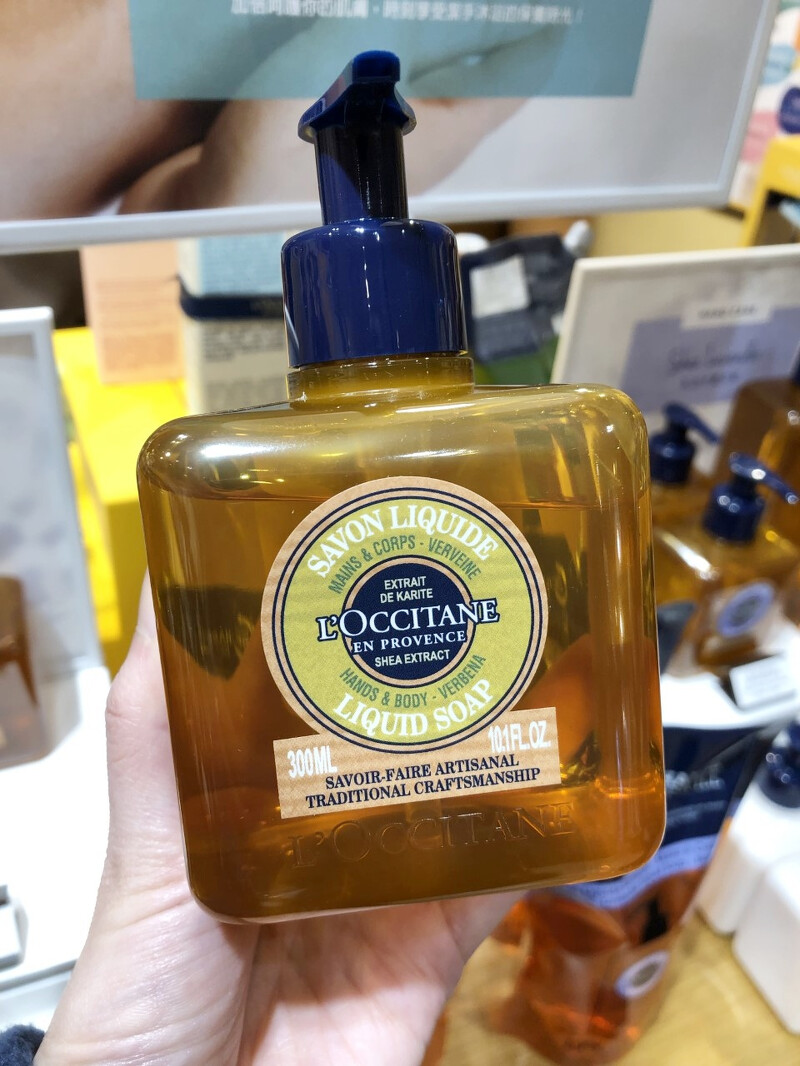 SAVON LIQUIDE
MAINS & CORPS - VERVEINE
EXTRAIT
DE KARITE
L'OCCITANE
EN PROVENCE
SHEA EXTRACT
HANDS & BODY - VERBENA
LIQUID SOAP
300ML 10.1FL.OZ.
SAVOIR-FAIRE ARTISANAL
TRADITIONAL CRAFTSMANSHIP
L'OCCITANE